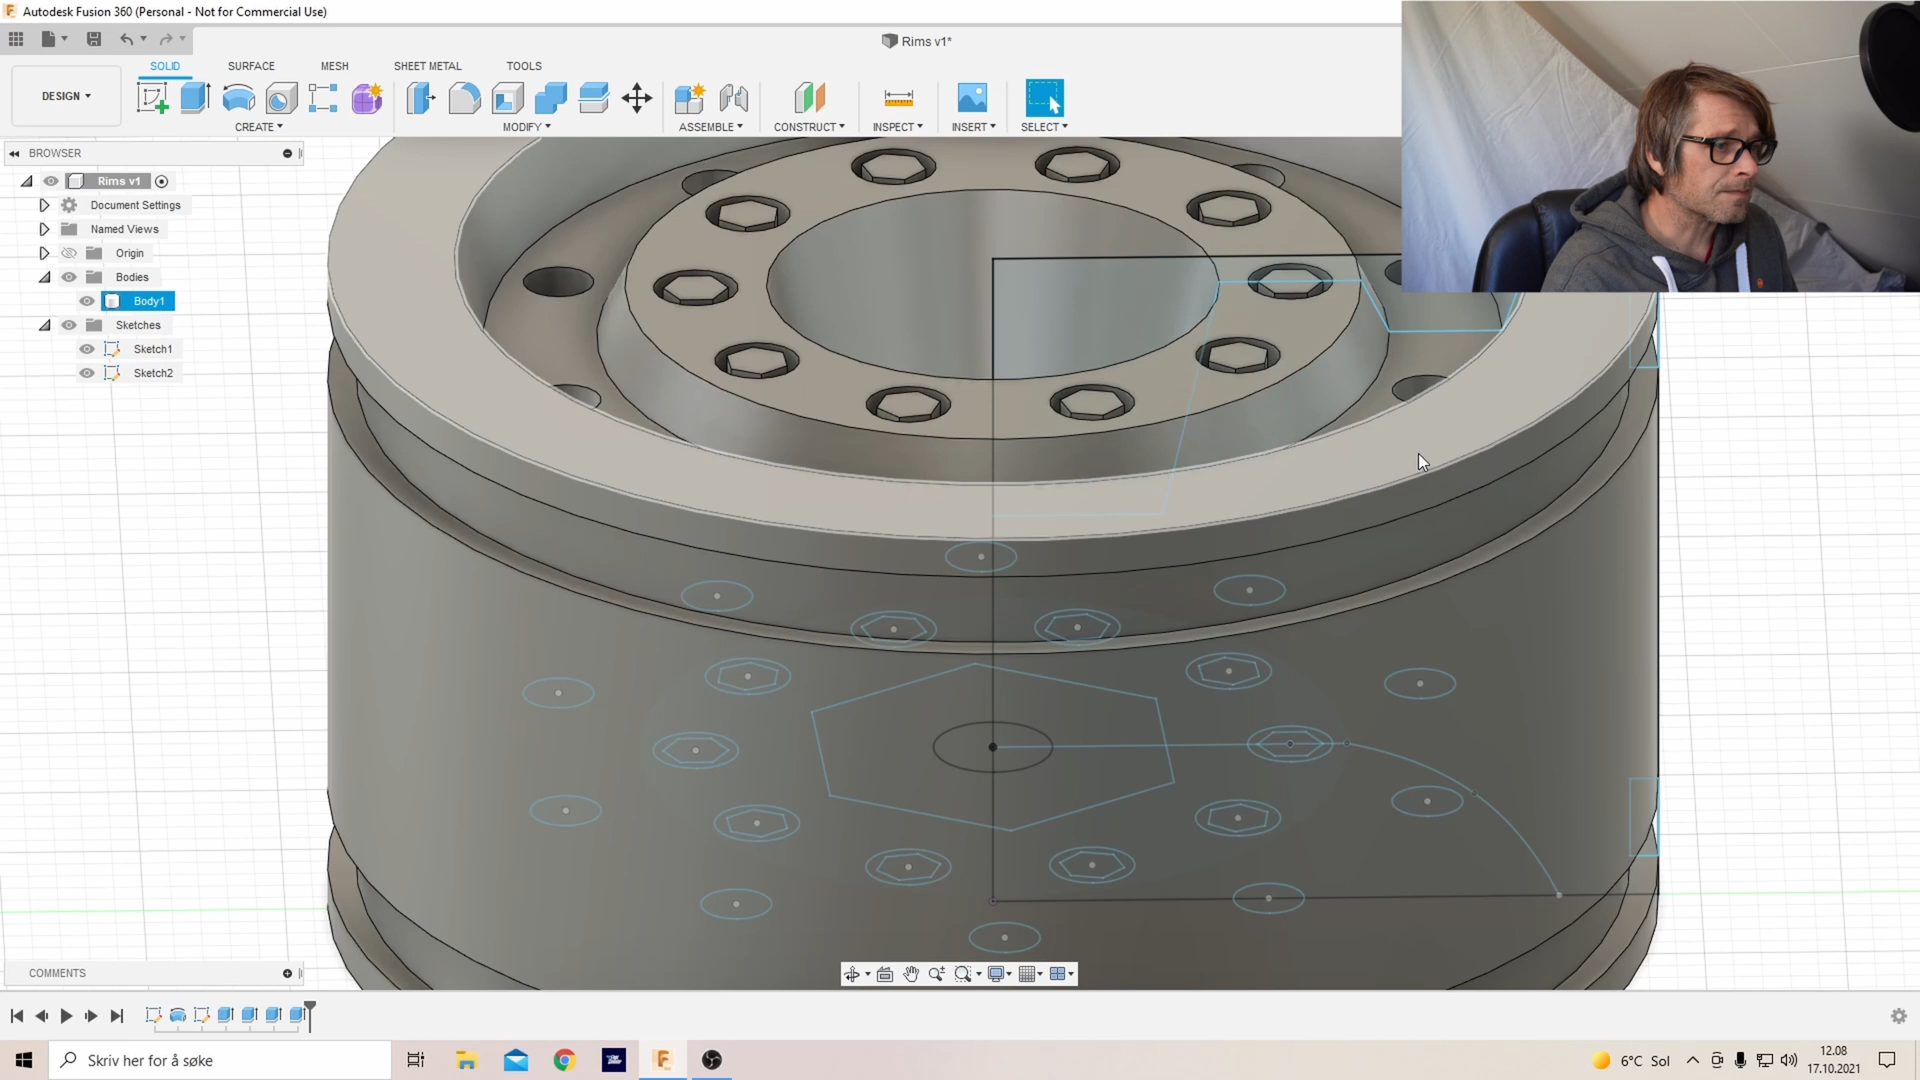 Autodesk Fusion 360 (Personal - Not for Commercial Use)
Rims v1*
SOLID SURFACE MESH SHEET METAL TOOLS
DESIGN
CREATE MODIFY ASSEMBLE CONSTRUCT INSPECT INSERT SELECT
BROWSER
Rims v1
Document Settings
Named Views
Origin
Bodies
Body1
Sketches
Sketch1
Sketch2
COMMENTS
Skriv her for å søke
6°C Sol
12.08
17.10.2021